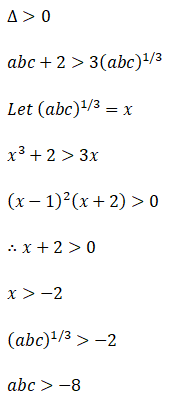 Δ > 0
abc + 2 > 3(abc)^{1/3}
Let (abc)^{1/3} = x
x³ + 2 > 3x
(x − 1)²(x + 2) > 0
∴ x + 2 > 0
x > −2
(abc)^{1/3} > −2
abc > −8